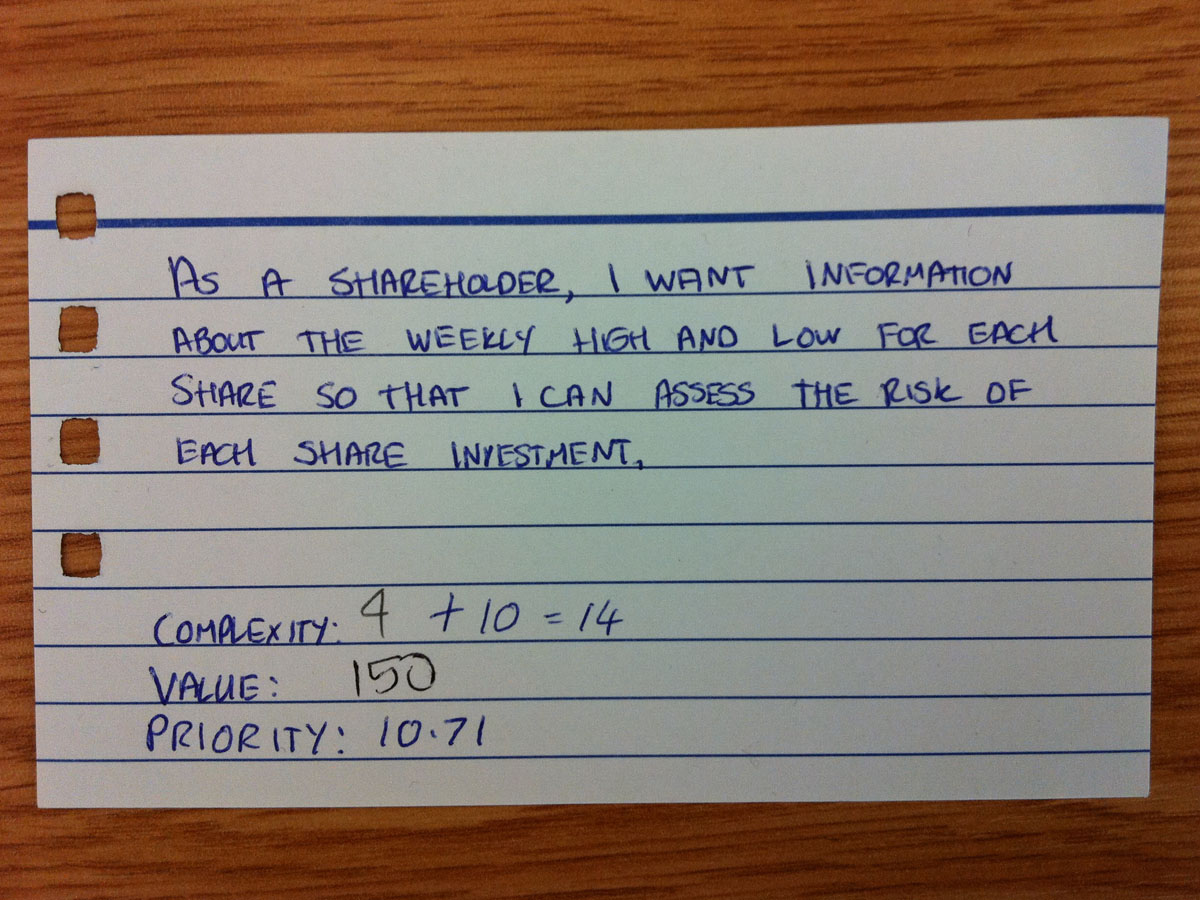 As A SHAREHOLDER, I WANT INFORMATION
ABOUT THE WEEKLY HIGH AND LOW FOR EACH
SHARE SO THAT I CAN ASSESS THE RISK OF
EACH SHARE INVESTMENT.
COMPLEXITY: 4 + 10 = 14
VALUE: 150
PRIORITY: 10.71